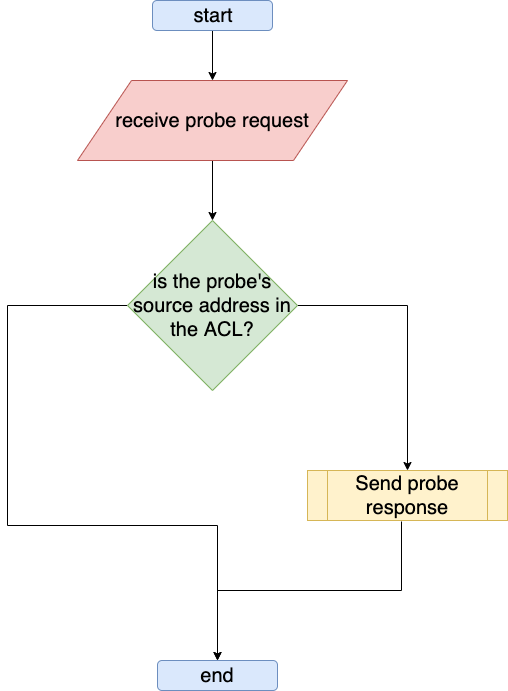 start
receive probe request
is the probe's
source address in
the ACL?
Send probe
response
end